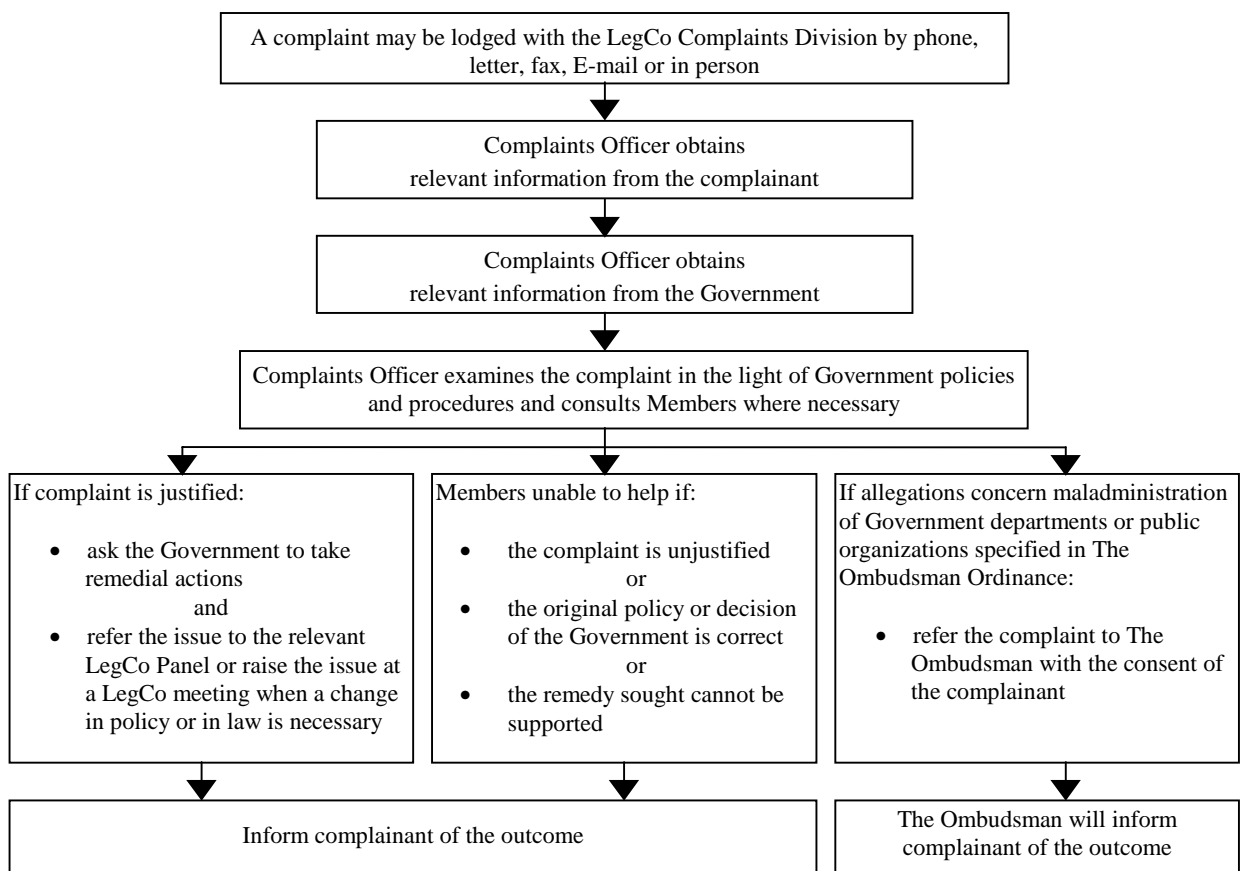 A complaint may be lodged with the LegCo Complaints Division by phone,
letter, fax, E-mail or in person
Complaints Officer obtains
relevant information from the complainant
Complaints Officer obtains
relevant information from the Government
Complaints Officer examines the complaint in the light of Government policies
and procedures and consults Members where necessary
If complaint is justified:
• ask the Government to take
remedial actions
and
• refer the issue to the relevant
LegCo Panel or raise the issue at
a LegCo meeting when a change
in policy or in law is necessary
Members unable to help if:
• the complaint is unjustified
or
• the original policy or decision
of the Government is correct
or
• the remedy sought cannot be
supported
If allegations concern maladministration
of Government departments or public
organizations specified in The
Ombudsman Ordinance:
• refer the complaint to The
Ombudsman with the consent of
the complainant
Inform complainant of the outcome
The Ombudsman will inform
complainant of the outcome